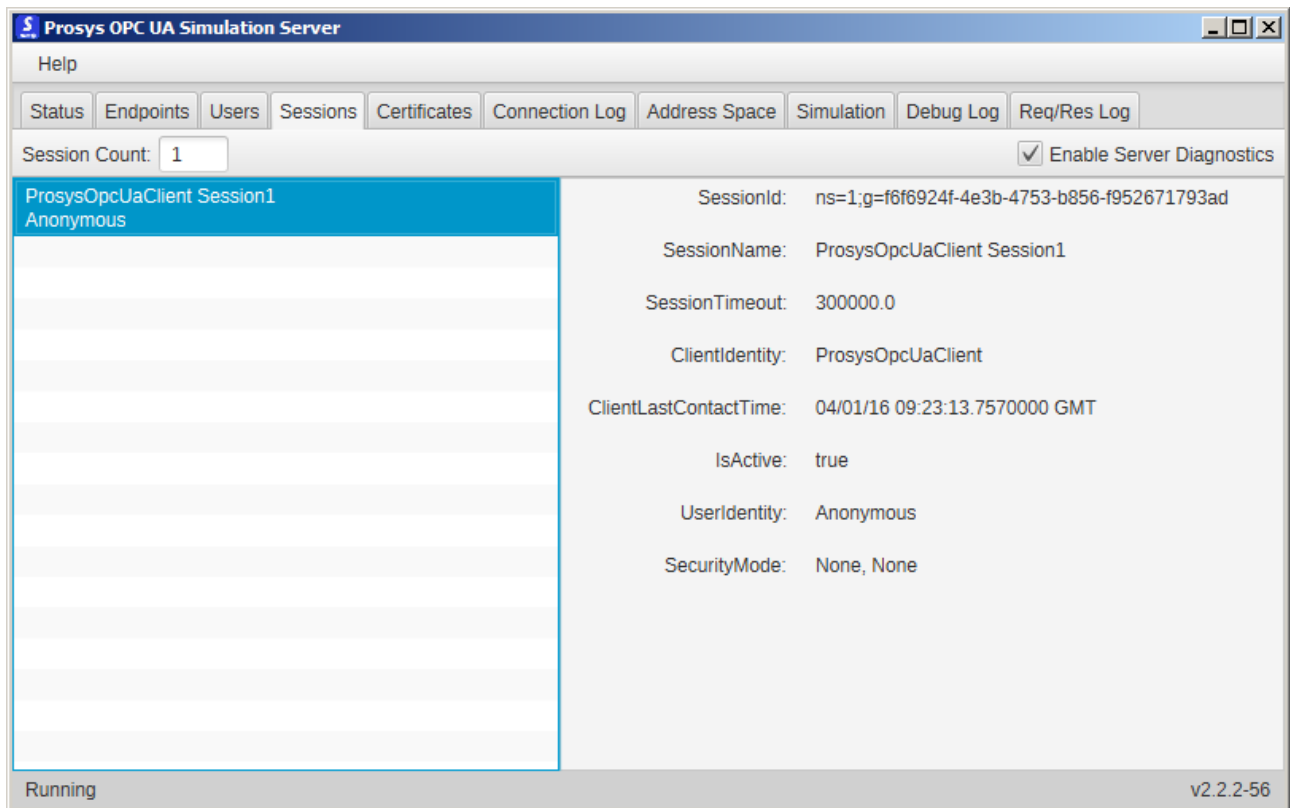 Prosys OPC UA Simulation Server
Help
Status Endpoints Users Sessions Certificates Connection Log Address Space Simulation Debug Log Req/Res Log
Session Count: 1 Enable Server Diagnostics
ProsysOpcUaClient Session1
Anonymous
SessionId: ns=1;g=f6f6924f-4e3b-4753-b856-f952671793ad
SessionName: ProsysOpcUaClient Session1
SessionTimeout: 300000.0
ClientIdentity: ProsysOpcUaClient
ClientLastContactTime: 04/01/16 09:23:13.7570000 GMT
IsActive: true
UserIdentity: Anonymous
SecurityMode: None, None
Running v2.2.2-56